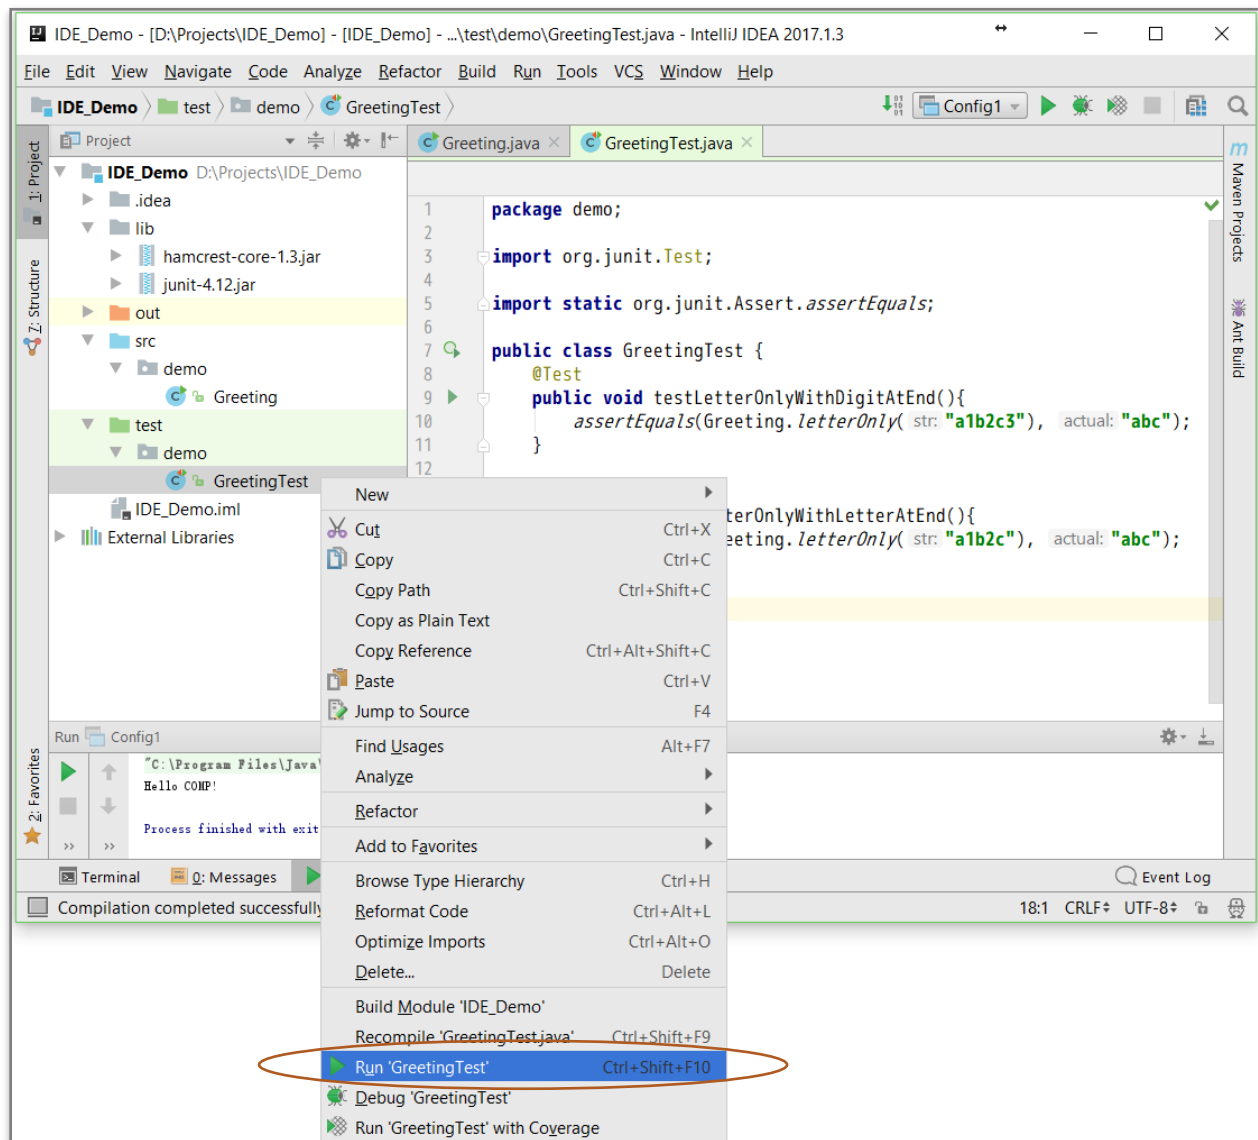 IDE_Demo - [D:\Projects\IDE_Demo] - [IDE_Demo] - ...\test\demo\GreetingTest.java - IntelliJ IDEA 2017.1.3
File Edit View Navigate Code Analyze Refactor Build Run Tools VCS Window Help
IDE_Demo test demo GreetingTest Config1
1: Project
7: Structure
2: Favorites
Project
IDE_Demo D:\Projects\IDE_Demo
.idea
lib
hamcrest-core-1.3.jar
junit-4.12.jar
out
src
demo
Greeting
test
demo
GreetingTest
IDE_Demo.iml
External Libraries
Greeting.java GreetingTest.java
1 package demo;
2
3 import org.junit.Test;
4
5 import static org.junit.Assert.assertEquals;
6
7 public class GreetingTest {
8 @Test
9 public void testLetterOnlyWithDigitAtEnd(){
10 assertEquals(Greeting.letterOnly( str: "a1b2c3"), actual: "abc");
11 }
12
terOnlyWithLetterAtEnd(){
eeting.letterOnly( str: "a1b2c"), actual: "abc");
Maven Projects
Ant Build
New
Cut Ctrl+X
Copy Ctrl+C
Copy Path Ctrl+Shift+C
Copy as Plain Text
Copy Reference Ctrl+Alt+Shift+C
Paste Ctrl+V
Jump to Source F4
Find Usages Alt+F7
Analyze
Refactor
Add to Favorites
Browse Type Hierarchy Ctrl+H
Reformat Code Ctrl+Alt+L
Optimize Imports Ctrl+Alt+O
Delete... Delete
Build Module 'IDE_Demo'
Recompile 'GreetingTest.java' Ctrl+Shift+F9
Run 'GreetingTest' Ctrl+Shift+F10
Debug 'GreetingTest'
Run 'GreetingTest' with Coverage
Run Config1
"C:\Program Files\Java\
Hello COMP!
Process finished with exit
Terminal 0: Messages
Event Log
Compilation completed successfully
18:1 CRLF UTF-8